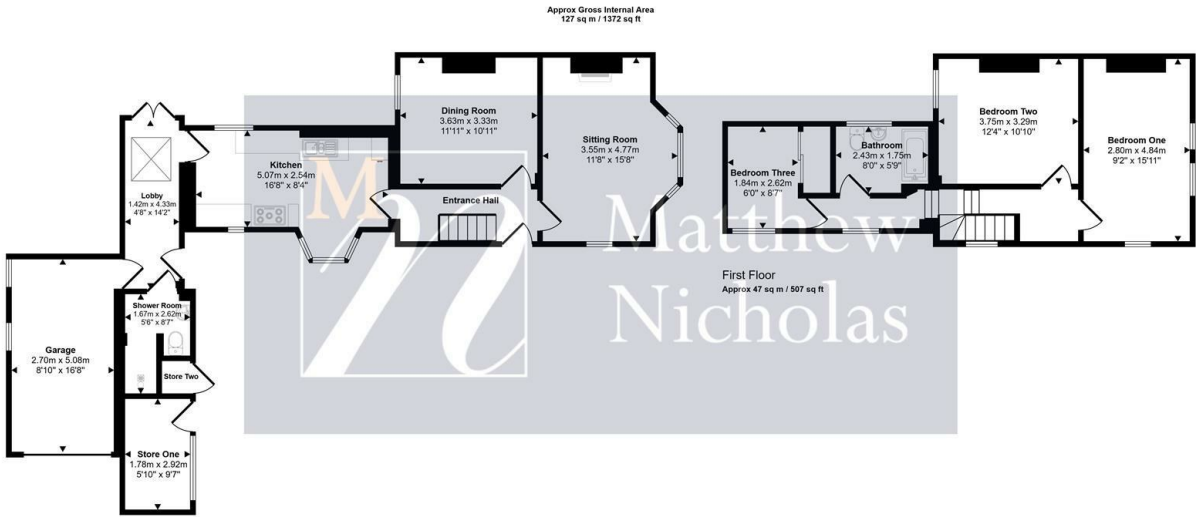 Approx Gross Internal Area
127 sq m / 1372 sq ft
Dining Room
3.63m x 3.33m
11'11" x 10'11"
Sitting Room
3.55m x 4.77m
11'8" x 15'8"
Kitchen
5.07m x 2.54m
16'8" x 8'4"
Lobby
1.42m x 4.33m
4'8" x 14'2"
Entrance Hall
Shower Room
1.67m x 2.62m
5'6" x 8'7"
Garage
2.70m x 5.08m
8'10" x 16'8"
Store Two
Store One
1.78m x 2.92m
5'10" x 9'7"
Bedroom Two
3.75m x 3.29m
12'4" x 10'10"
Bedroom One
2.80m x 4.84m
9'2" x 15'11"
Bathroom
2.43m x 1.75m
8'0" x 5'9"
Bedroom Three
1.84m x 2.62m
6'0" x 8'7"
First Floor
Approx 47 sq m / 507 sq ft
M
n
Matthew
Nicholas